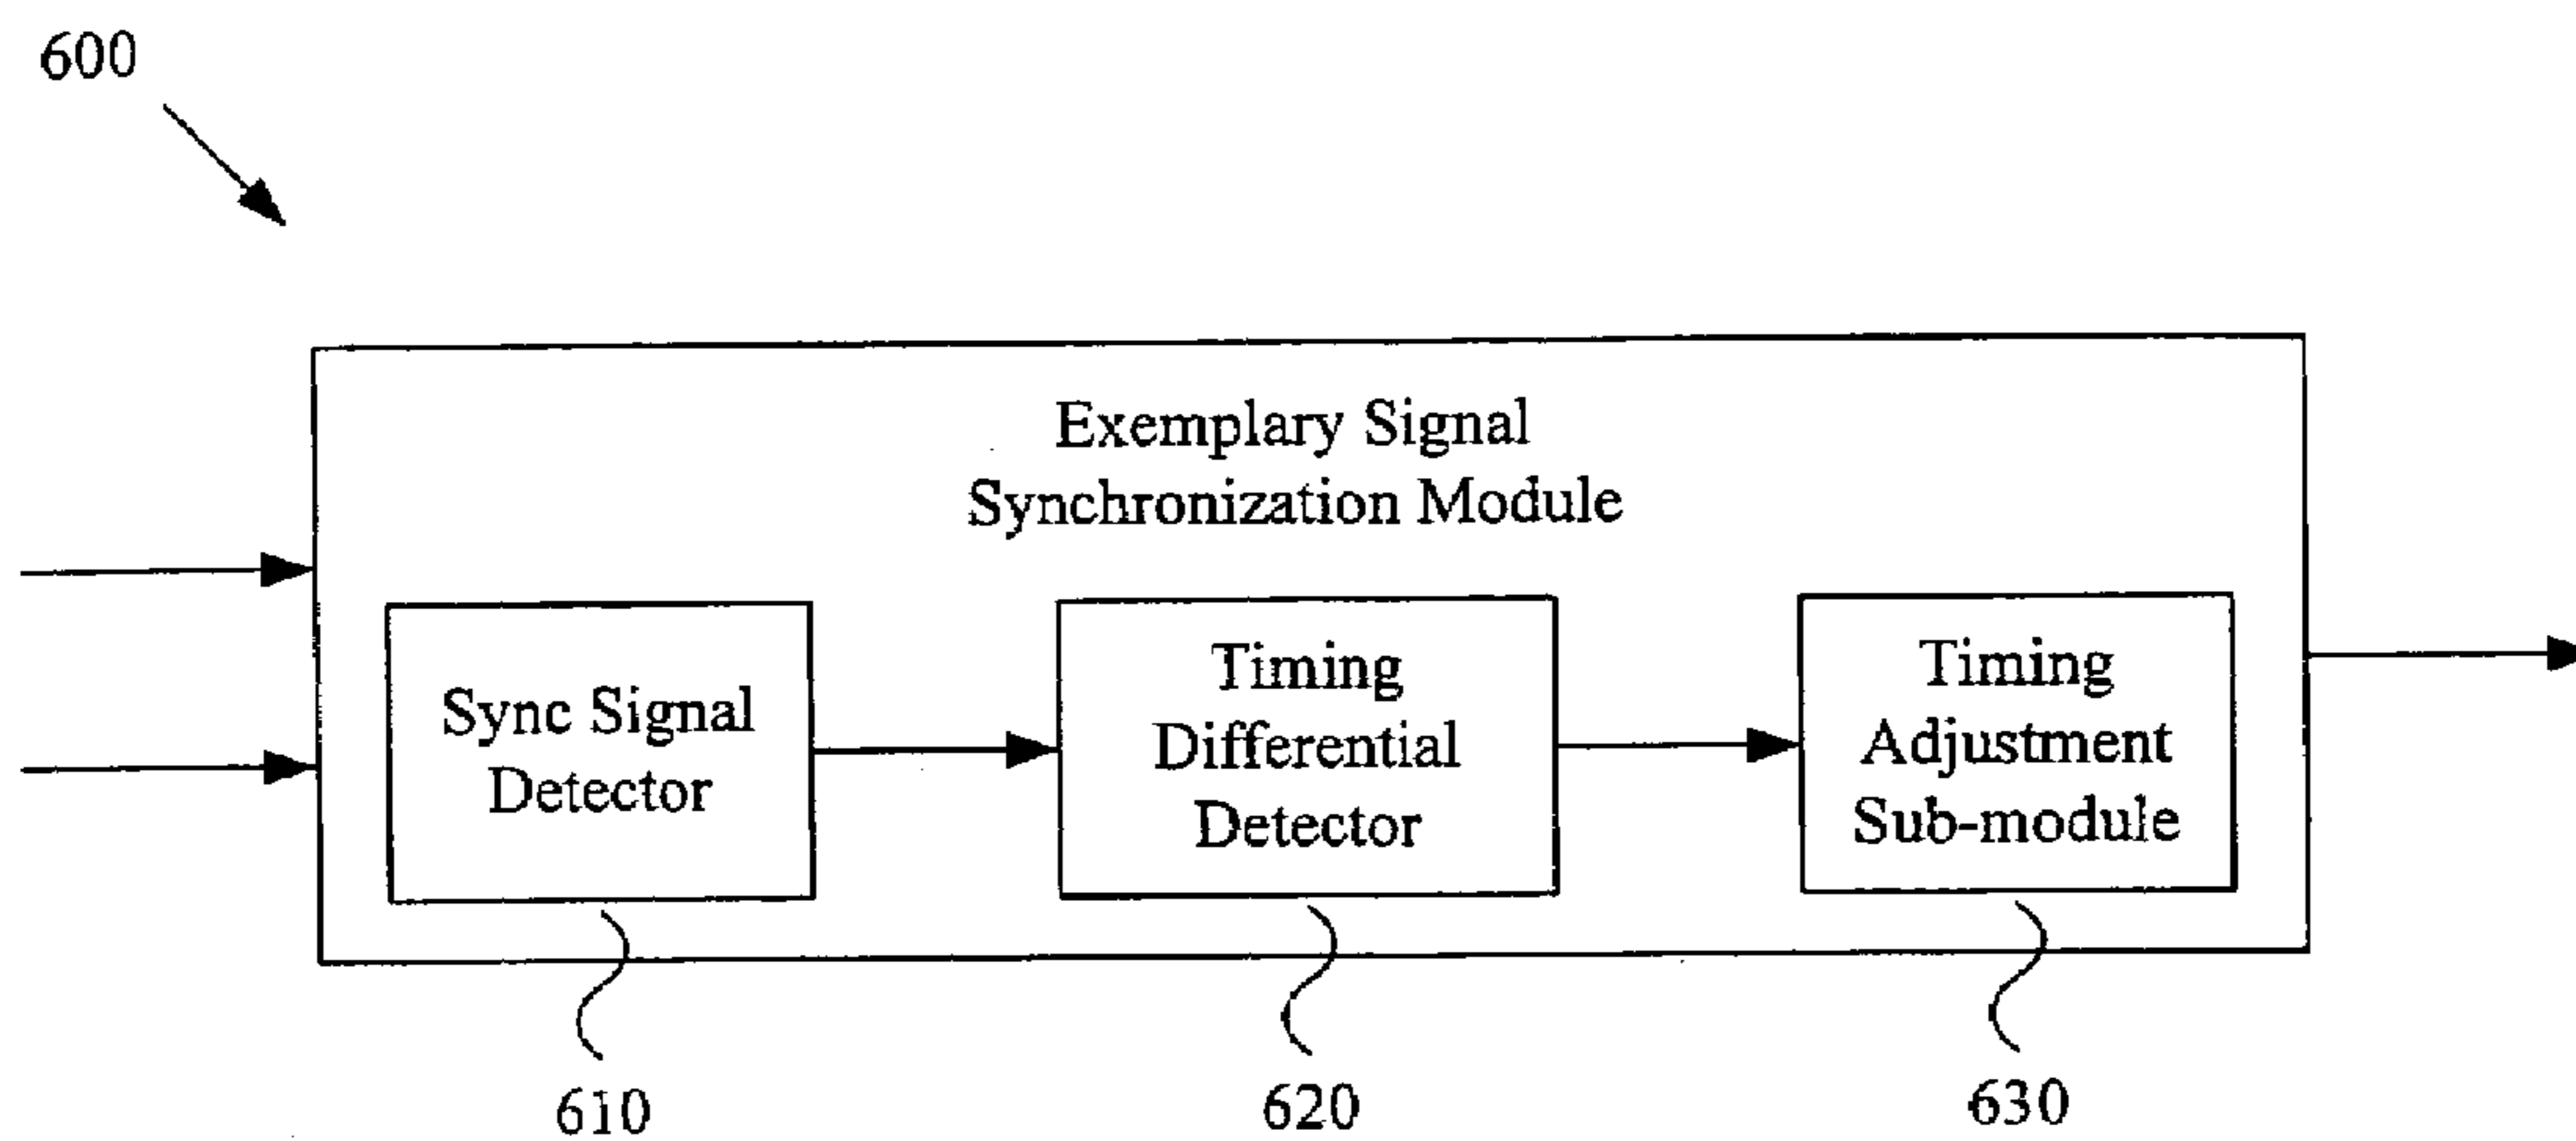 600
Exemplary Signal
Synchronization Module
Sync Signal
Detector
Timing
Differential
Detector
Timing
Adjustment
Sub-module
610
620
630